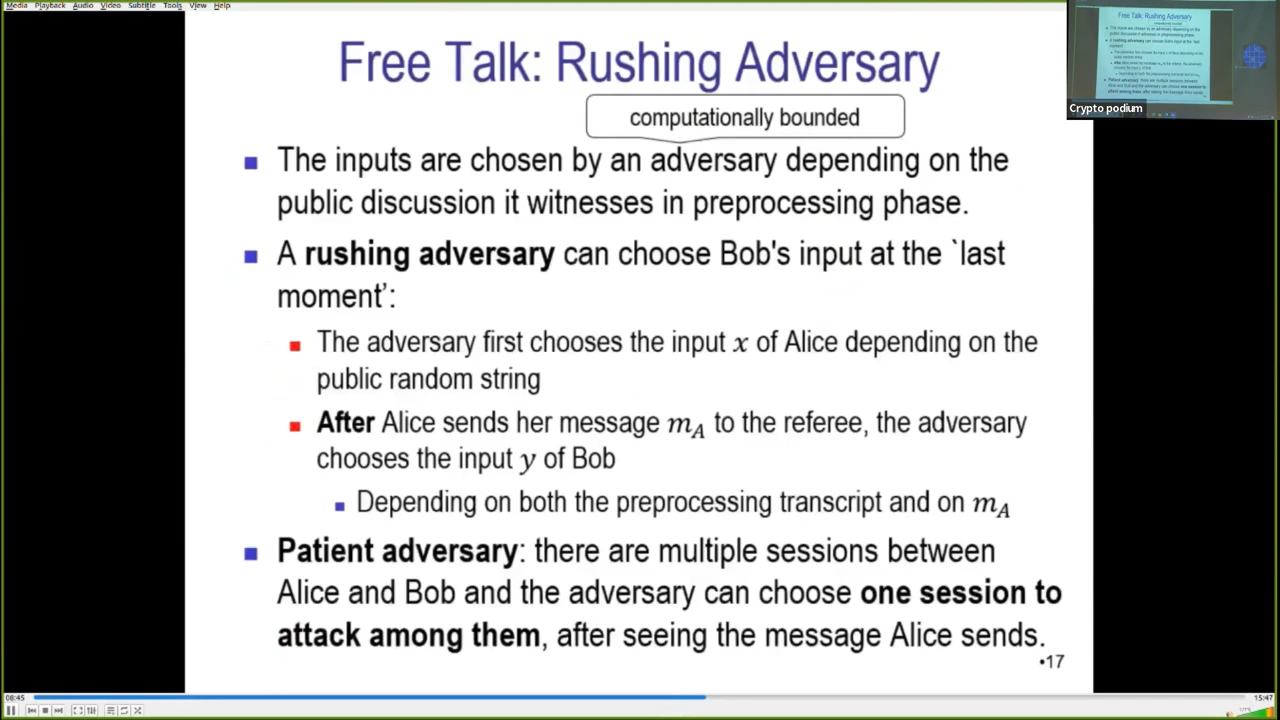 Media Playback Audio Video Subtitle Tools View Help
Free Talk: Rushing Adversary
computationally bounded
■ The inputs are chosen by an adversary depending on the
public discussion it witnesses in preprocessing phase.
■ A rushing adversary can choose Bob's input at the `last
moment’:
■ The adversary first chooses the input x of Alice depending on the
public random string
■ After Alice sends her message m_A to the referee, the adversary
chooses the input y of Bob
■ Depending on both the preprocessing transcript and on m_A
■ Patient adversary: there are multiple sessions between
Alice and Bob and the adversary can choose one session to
attack among them, after seeing the message Alice sends.
•17
Free Talk: Rushing Adversary
Crypto podium
08:45
15:47